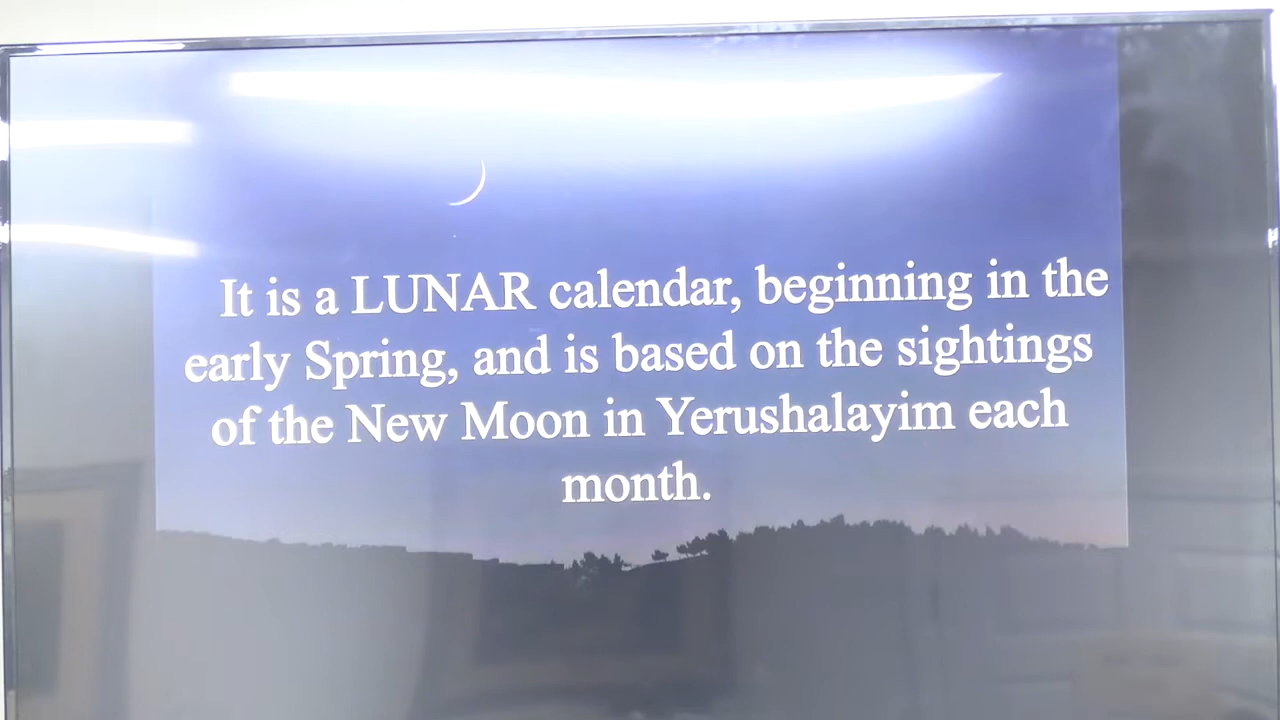 It is a LUNAR calendar, beginning in the
early Spring, and is based on the sightings
of the New Moon in Yerushalayim each
month.